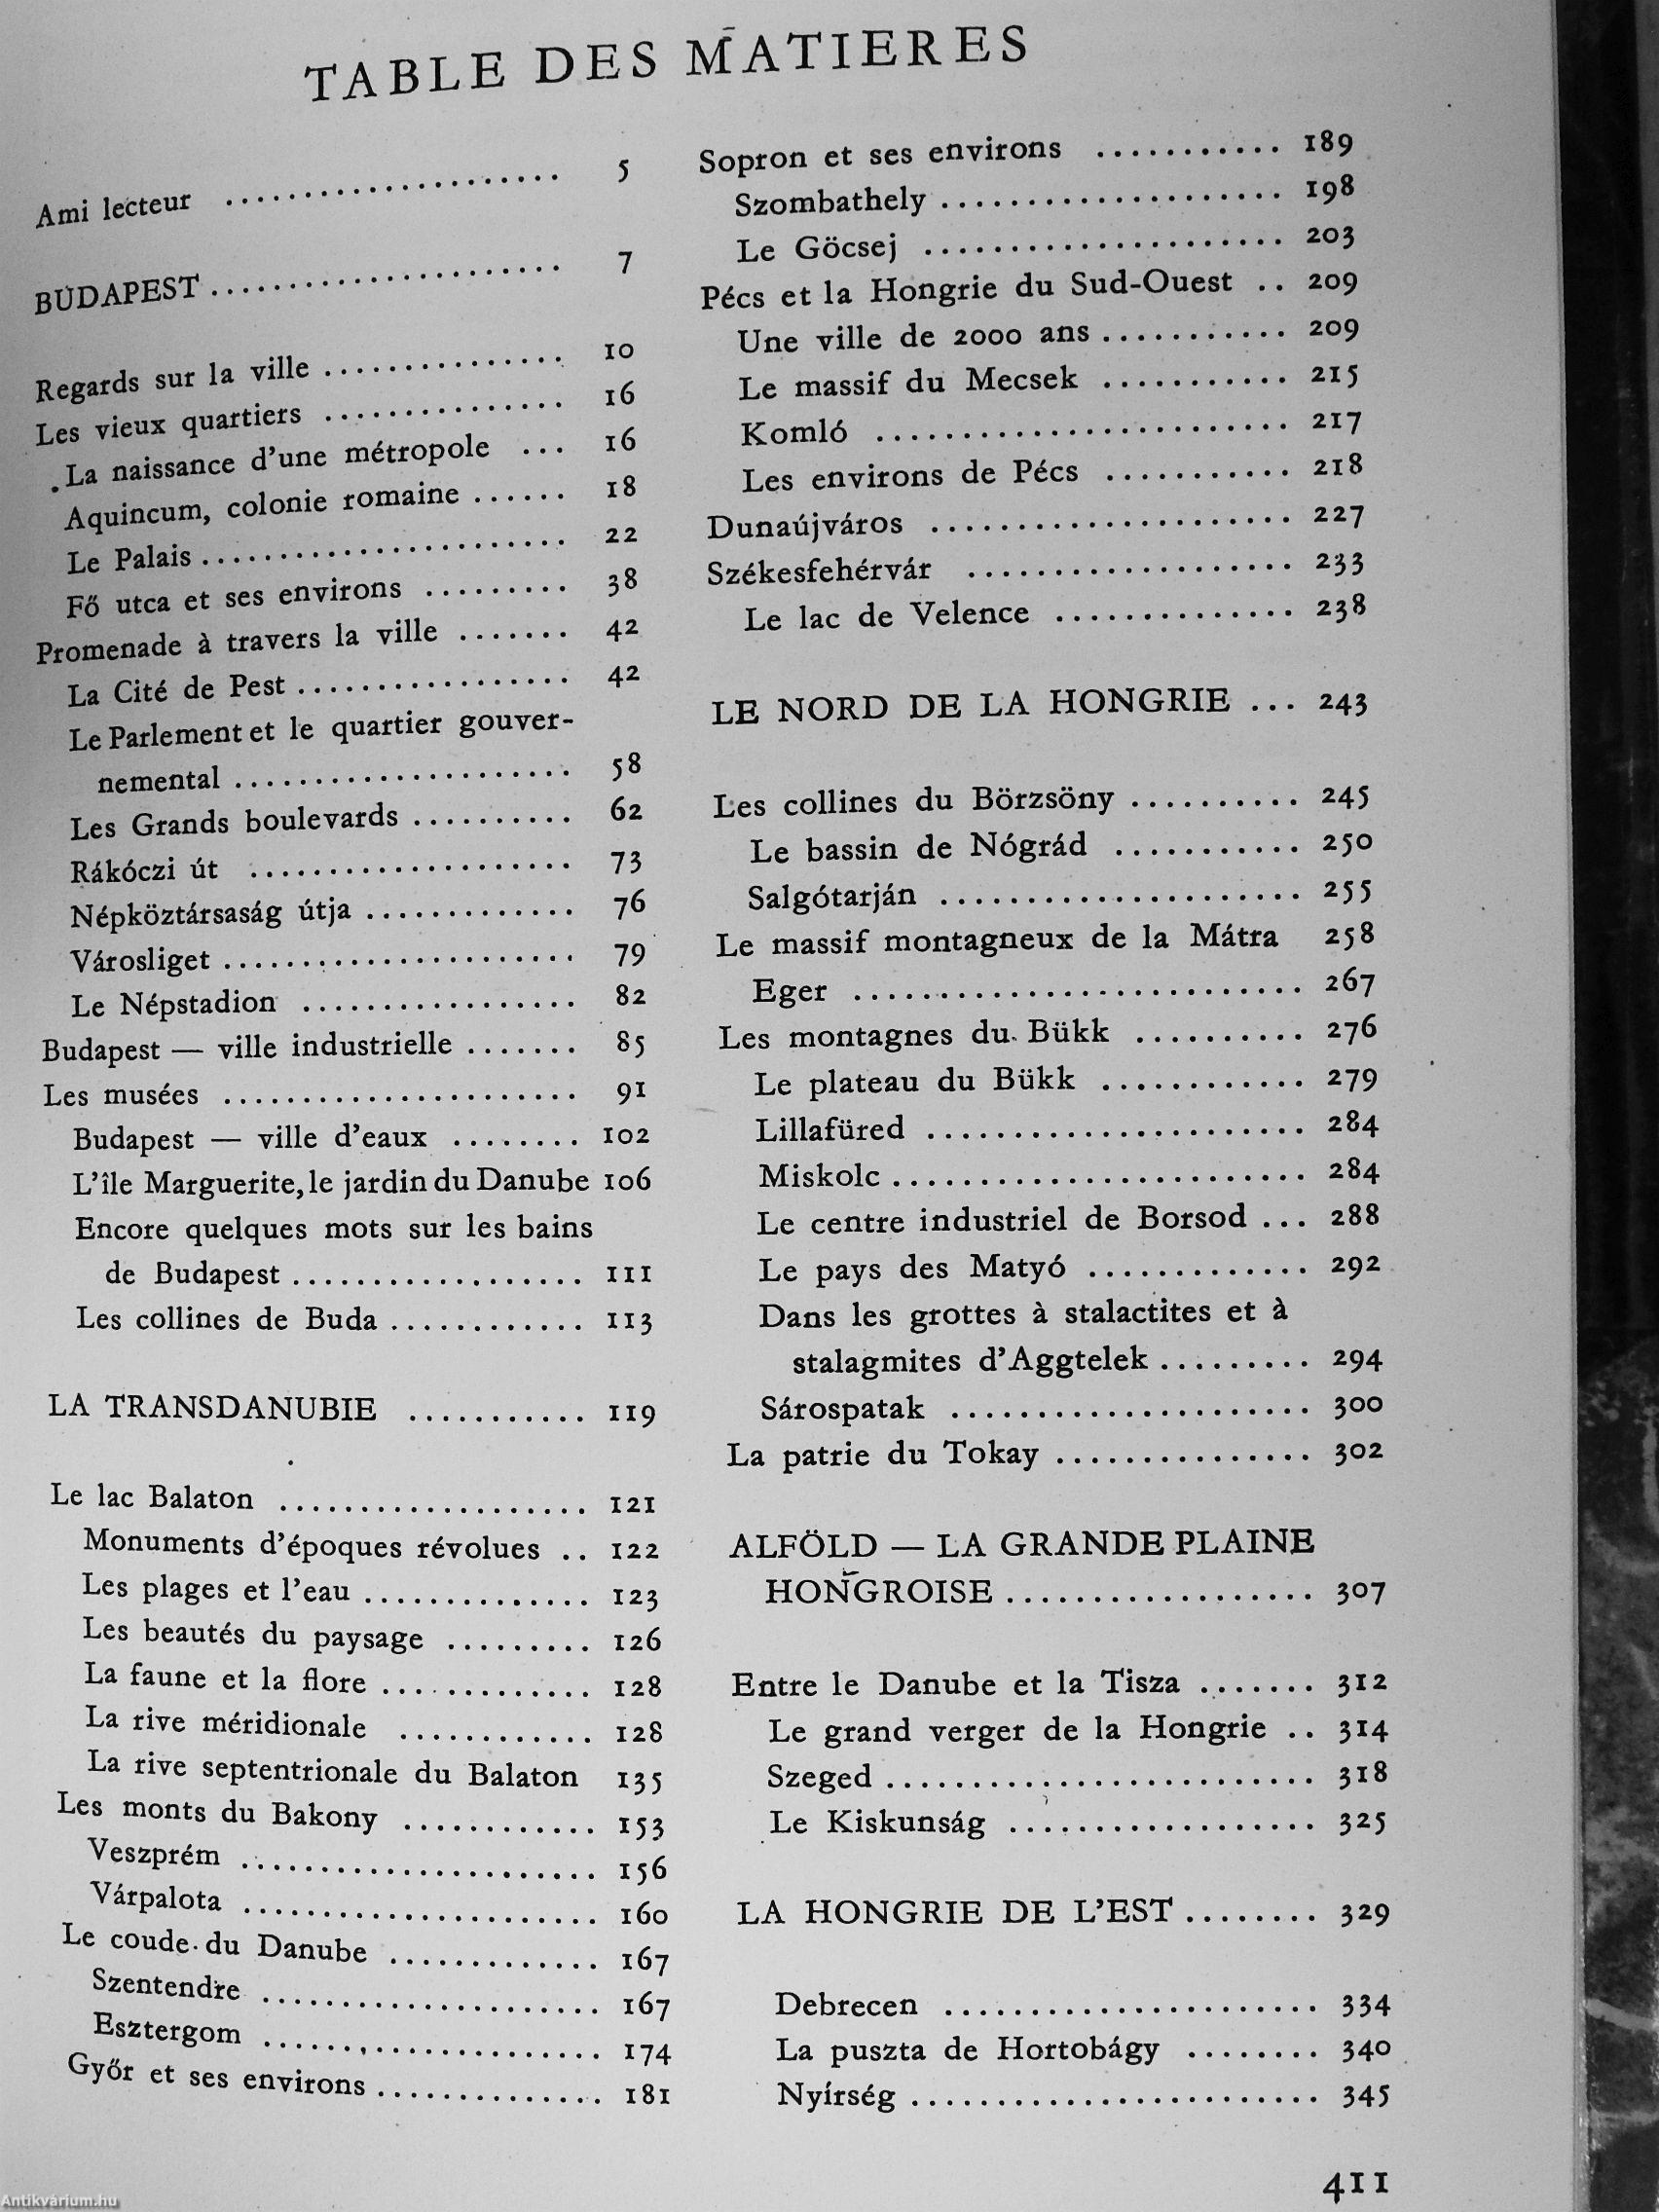 TABLE DES MATIERES
Ami lecteur .................... 5
BUDAPEST .................... 7
Regards sur la ville .................... 10
Les vieux quartiers .................... 16
La naissance d'une métropole ... 16
Aquincum, colonie romaine ...... 18
Le Palais .................... 22
Fő utca et ses environs ......... 38
Promenade à travers la ville ....... 42
La Cité de Pest .................... 42
Le Parlement et le quartier gouver-
nemental .................... 58
Les Grands boulevards .......... 62
Rákóczi út .................... 73
Népköztársaság útja ............. 76
Városliget .................... 79
Le Népstadion .................... 82
Budapest — ville industrielle ....... 85
Les musées .................... 91
Budapest — ville d'eaux ........ 102
L'île Marguerite, le jardin du Danube 106
Encore quelques mots sur les bains
de Budapest .................... 111
Les collines de Buda ............ 113
LA TRANSDANUBIE ........... 119
Le lac Balaton .................... 121
Monuments d'époques révolues .. 122
Les plages et l'eau .............. 123
Les beautés du paysage ......... 126
La faune et la flore ............. 128
La rive méridionale ............ 128
La rive septentrionale du Balaton 135
Les monts du Bakony ............ 153
Veszprém .................... 156
Várpalota .................... 160
Le coude du Danube ............. 167
Szentendre .................... 167
Esztergom .................... 174
Győr et ses environs .............. 181
Sopron et ses environs ........... 189
Szombathely .................... 198
Le Göcsej .................... 203
Pécs et la Hongrie du Sud-Ouest .. 209
Une ville de 2000 ans ........... 209
Le massif du Mecsek ........... 215
Komló .................... 217
Les environs de Pécs ........... 218
Dunaújváros .................... 227
Székesfehérvár .................... 233
Le lac de Velence .............. 238
LE NORD DE LA HONGRIE ... 243
Les collines du Börzsöny .......... 245
Le bassin de Nógrád ........... 250
Salgótarján .................... 255
Le massif montagneux de la Mátra 258
Eger .................... 267
Les montagnes du Bükk .......... 276
Le plateau du Bükk ............ 279
Lillafüred .................... 284
Miskolc .................... 284
Le centre industriel de Borsod ... 288
Le pays des Matyó ............. 292
Dans les grottes à stalactites et à
stalagmites d'Aggtelek ......... 294
Sárospatak .................... 300
La patrie du Tokay ............... 302
ALFÖLD — LA GRANDE PLAINE
HONGROISE .................. 307
Entre le Danube et la Tisza ....... 312
Le grand verger de la Hongrie .. 314
Szeged .................... 318
Le Kiskunság .................... 325
LA HONGRIE DE L'EST ........ 329
Debrecen .................... 334
La puszta de Hortobágy ........ 340
Nyírség .................... 345
411
Antikvárium.hu